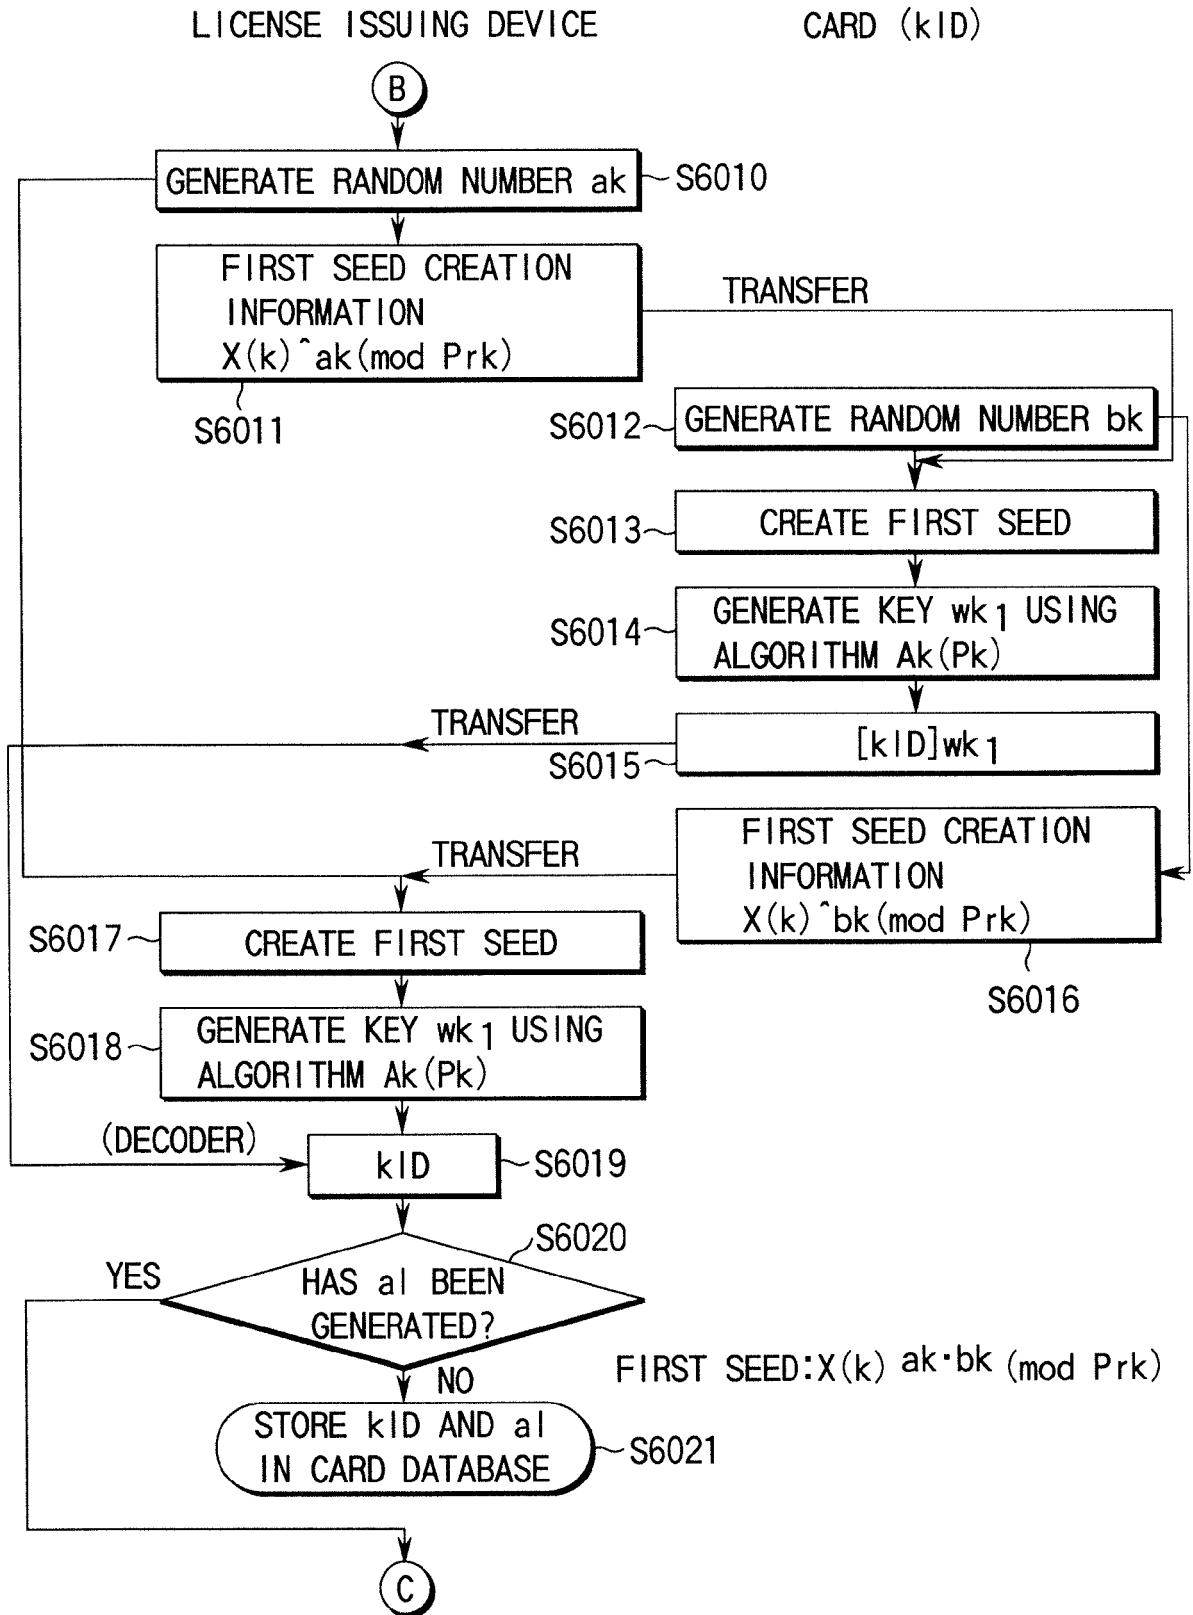 LICENSE ISSUING DEVICE
CARD (kID)
B
GENERATE RANDOM NUMBER ak
S6010
FIRST SEED CREATION
INFORMATION
X(k)^ak(mod Prk)
S6011
TRANSFER
S6012
GENERATE RANDOM NUMBER bk
S6013
CREATE FIRST SEED
S6014
GENERATE KEY wk1 USING
ALGORITHM Ak(Pk)
TRANSFER
S6015
[kID]wk1
TRANSFER
FIRST SEED CREATION
INFORMATION
X(k)^bk(mod Prk)
S6016
S6017
CREATE FIRST SEED
S6018
GENERATE KEY wk1 USING
ALGORITHM Ak(Pk)
(DECODER)
kID
S6019
S6020
YES
HAS al BEEN
GENERATED?
NO
FIRST SEED:X(k) ak·bk (mod Prk)
STORE kID AND al
IN CARD DATABASE
S6021
C